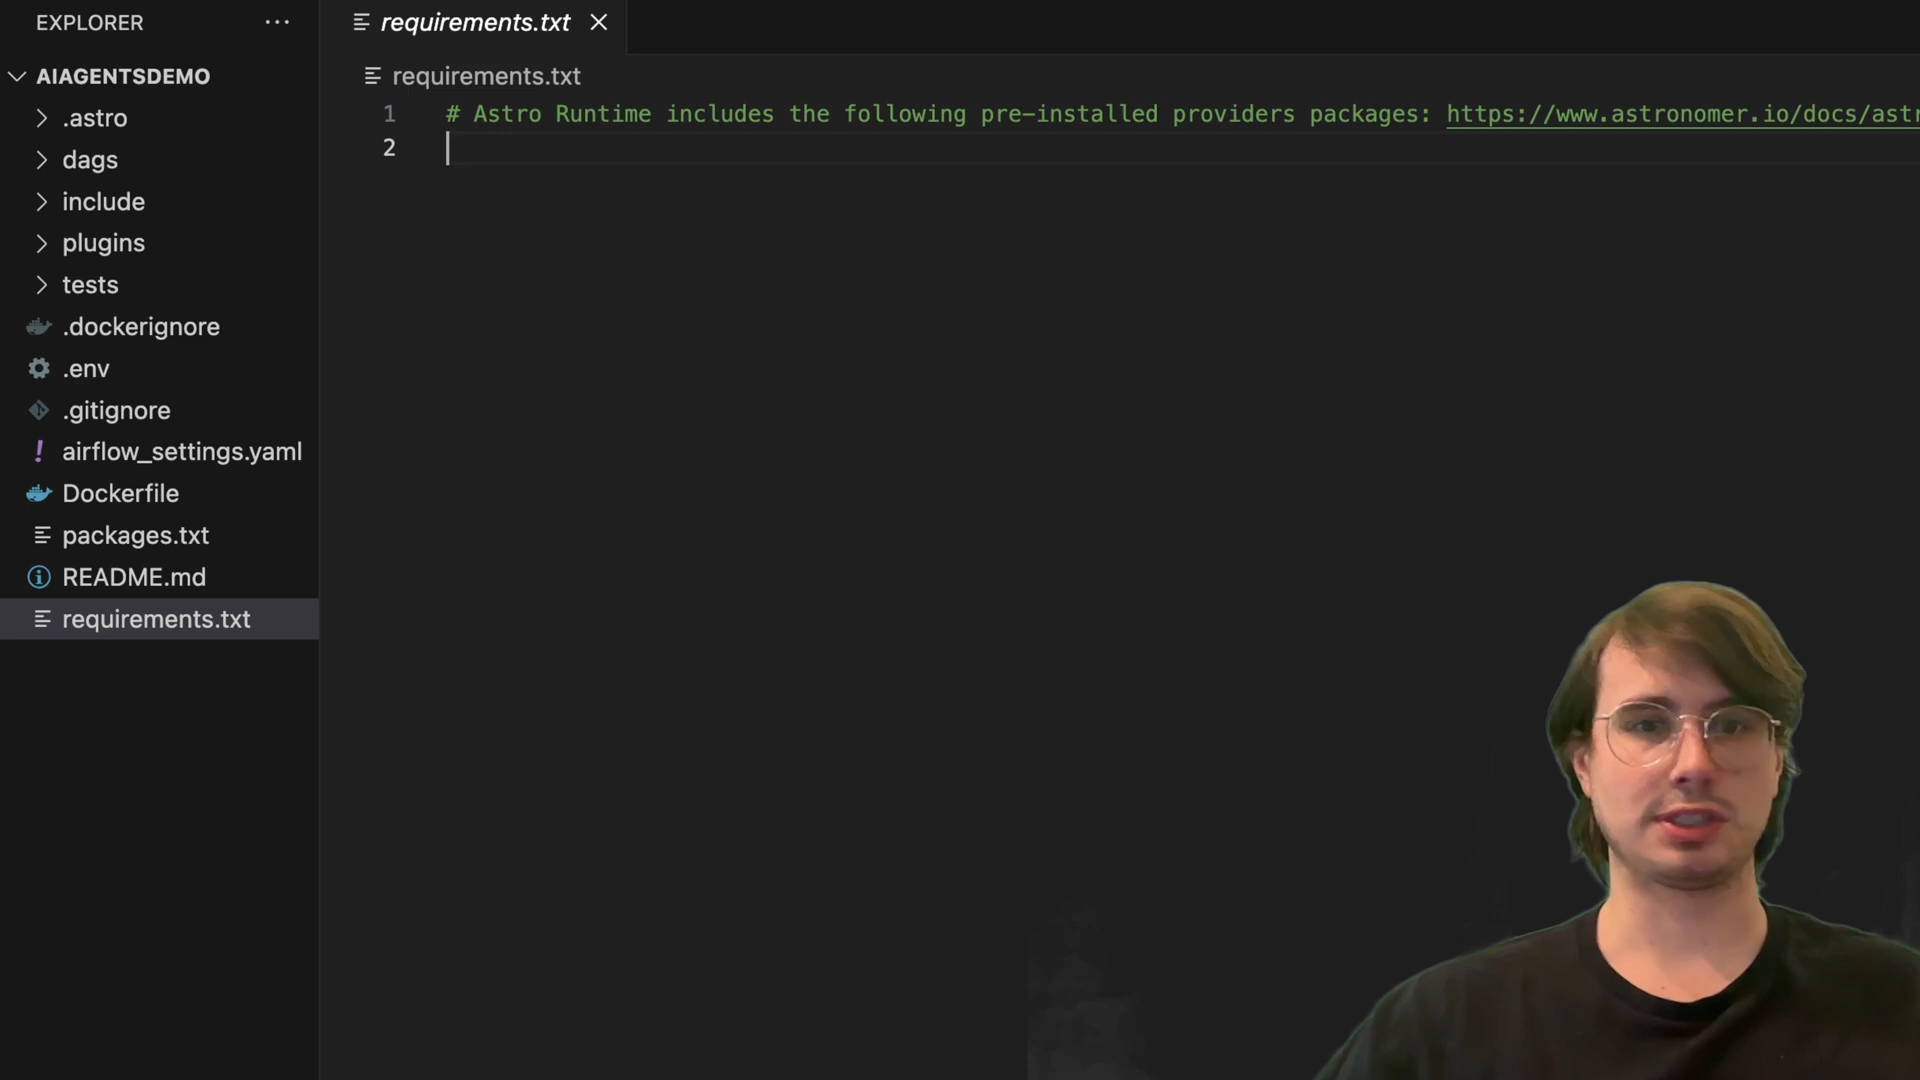 EXPLORER
requirements.txt
AIAGENTSDEMO
requirements.txt
.astro
1 # Astro Runtime includes the following pre-installed providers packages: https://www.astronomer.io/docs/astr
dags
2
include
plugins
tests
.dockerignore
.env
.gitignore
airflow_settings.yaml
Dockerfile
packages.txt
README.md
requirements.txt